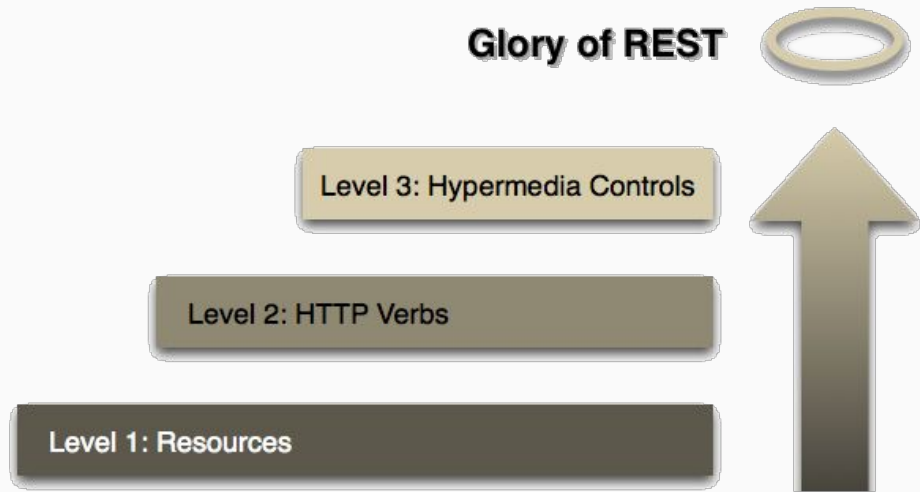 Glory of REST
Level 3: Hypermedia Controls
Level 2: HTTP Verbs
Level 1: Resources